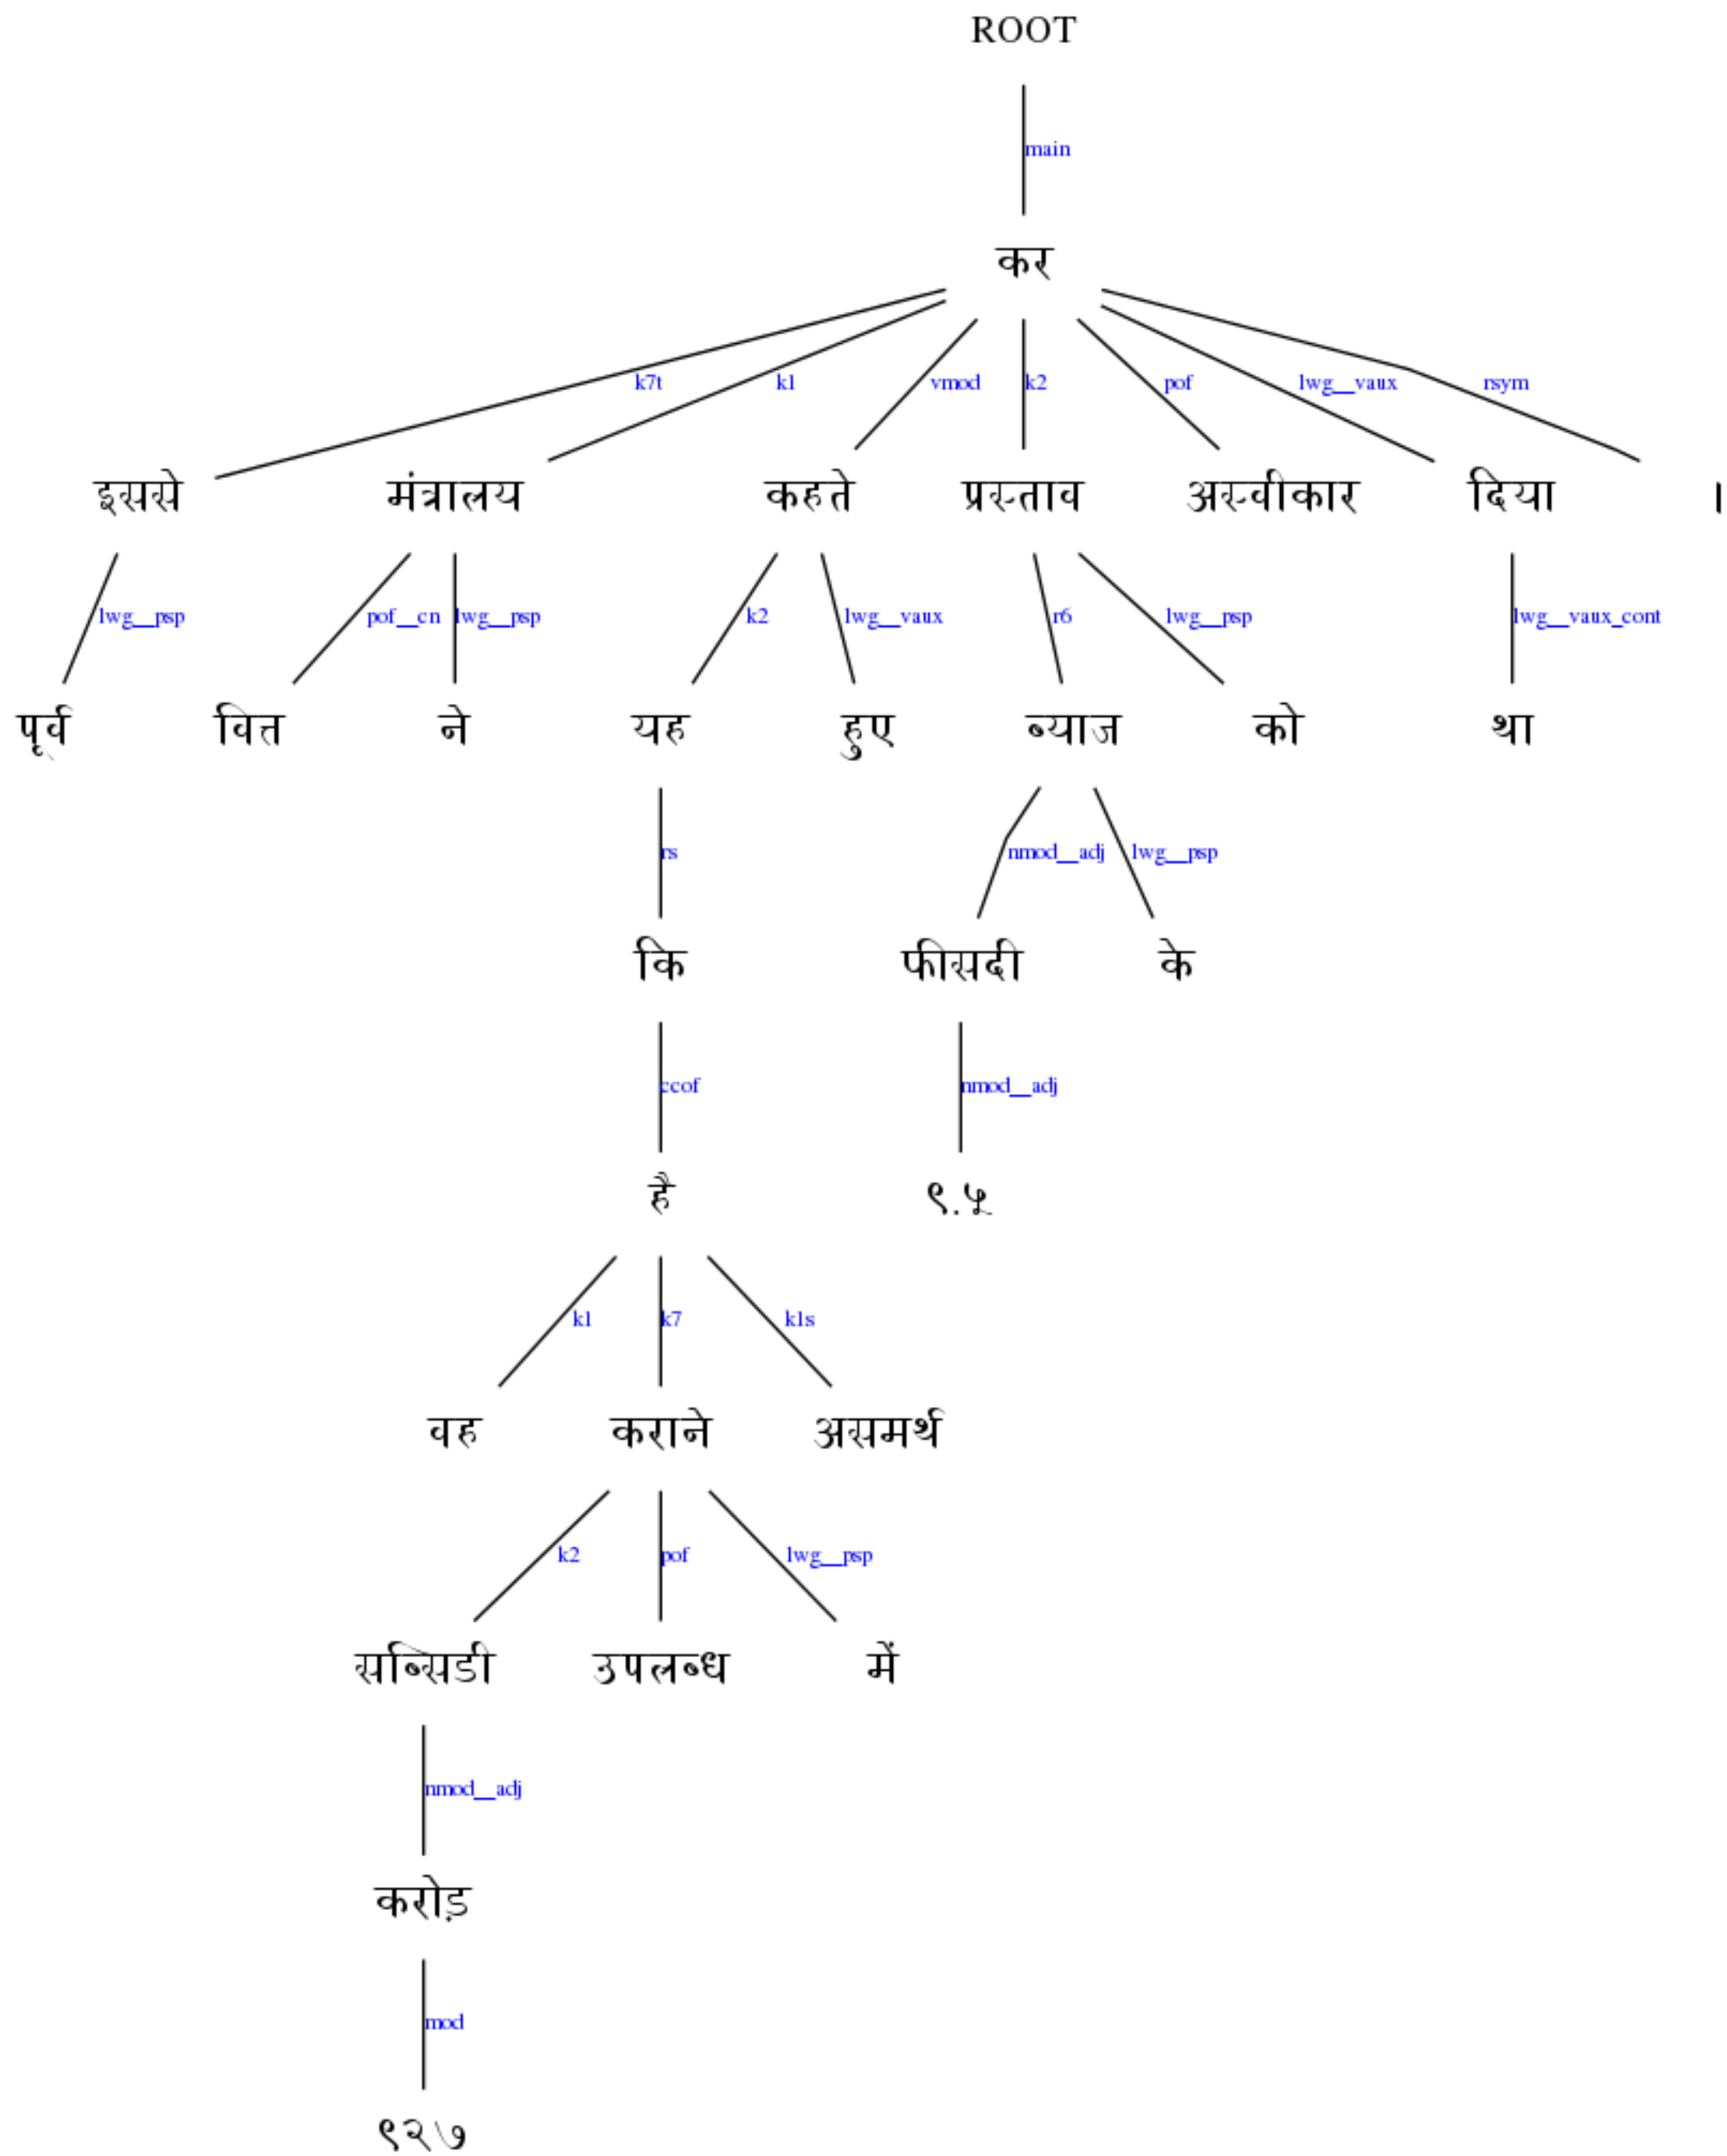 ROOT
main
कर
k7t k1 vmod k2 pof lwg__vaux rsym
इससे मंत्रालय कहते प्रस्ताव अस्वीकार दिया ।
lwg__psp pof__cn lwg__psp k2 lwg__vaux r6 lwg__psp lwg__vaux_cont
पूर्व वित्त ने यह हुए ब्याज को था
rs nmod__adj lwg__psp
कि फीसदी के
ccof nmod__adj
है ९.५
k1 k7 k1s
वह कराने असमर्थ
k2 pof lwg__psp
सब्सिडी उपलब्ध में
nmod__adj
करोड़
mod
९२७